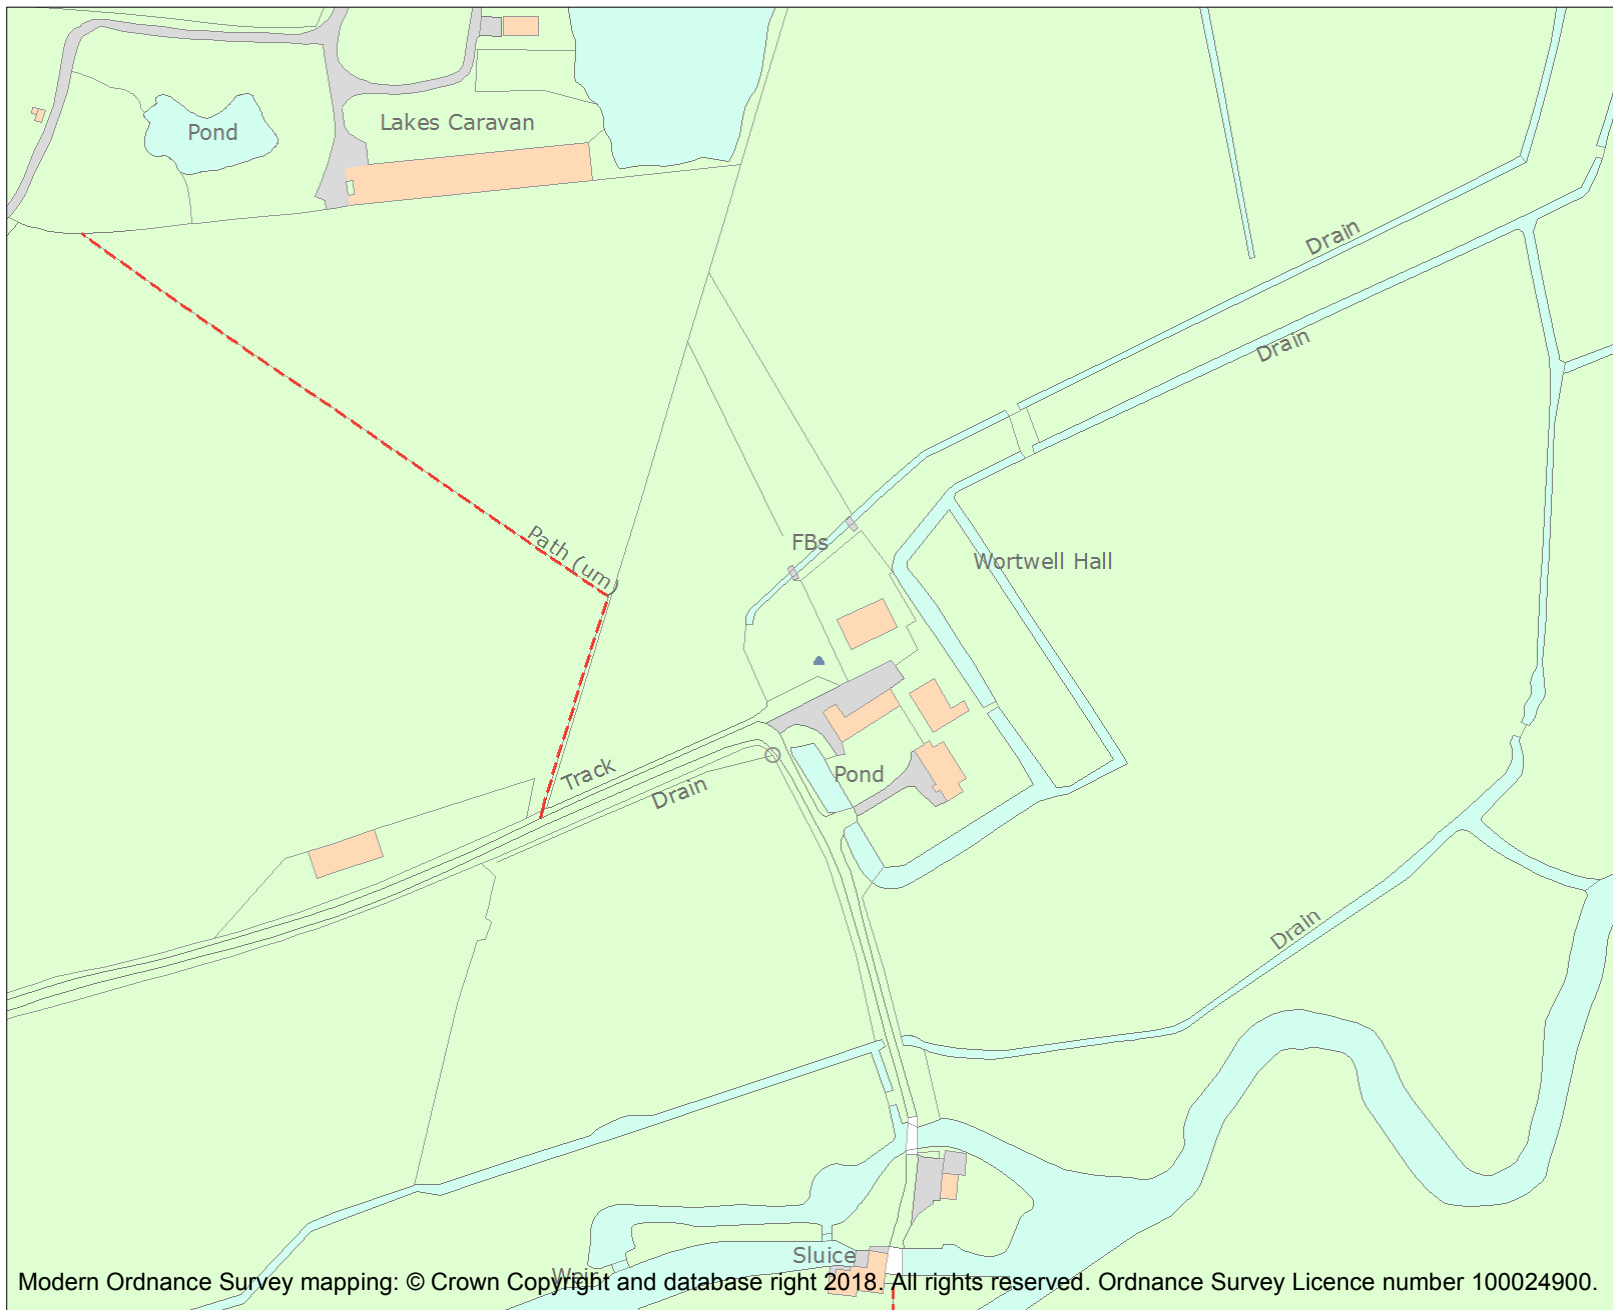 Lakes Caravan
Pond
Drain
Drain
Path (um)
FBs
Wortwell Hall
Track
Drain
Pond
Drain
Sluice
Weir
Modern Ordnance Survey mapping: © Crown Copyright and database right 2018. All rights reserved. Ordnance Survey Licence number 100024900.